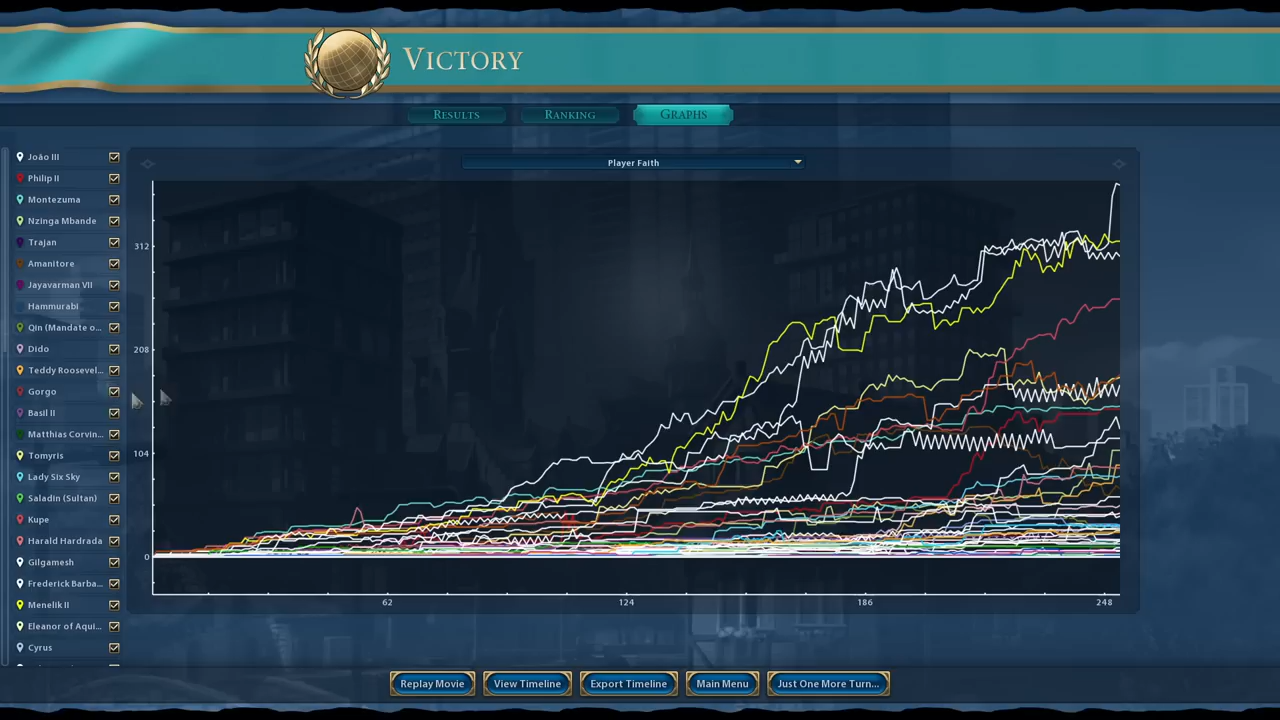 VICTORY
RESULTS RANKING GRAPHS
Player Faith
João III
Philip II
Montezuma
Nzinga Mbande
Trajan
Amanitore
Jayavarman VII
Hammurabi
Qin (Mandate o...
Dido
Teddy Roosevel...
Gorgo
Basil II
Matthias Corvin...
Tomyris
Lady Six Sky
Saladin (Sultan)
Kupe
Harald Hardrada
Gilgamesh
Frederick Barba...
Menelik II
Eleanor of Aqui...
Cyrus
312
208
104
0
62 124 186 248
Replay Movie View Timeline Export Timeline Main Menu Just One More Turn...